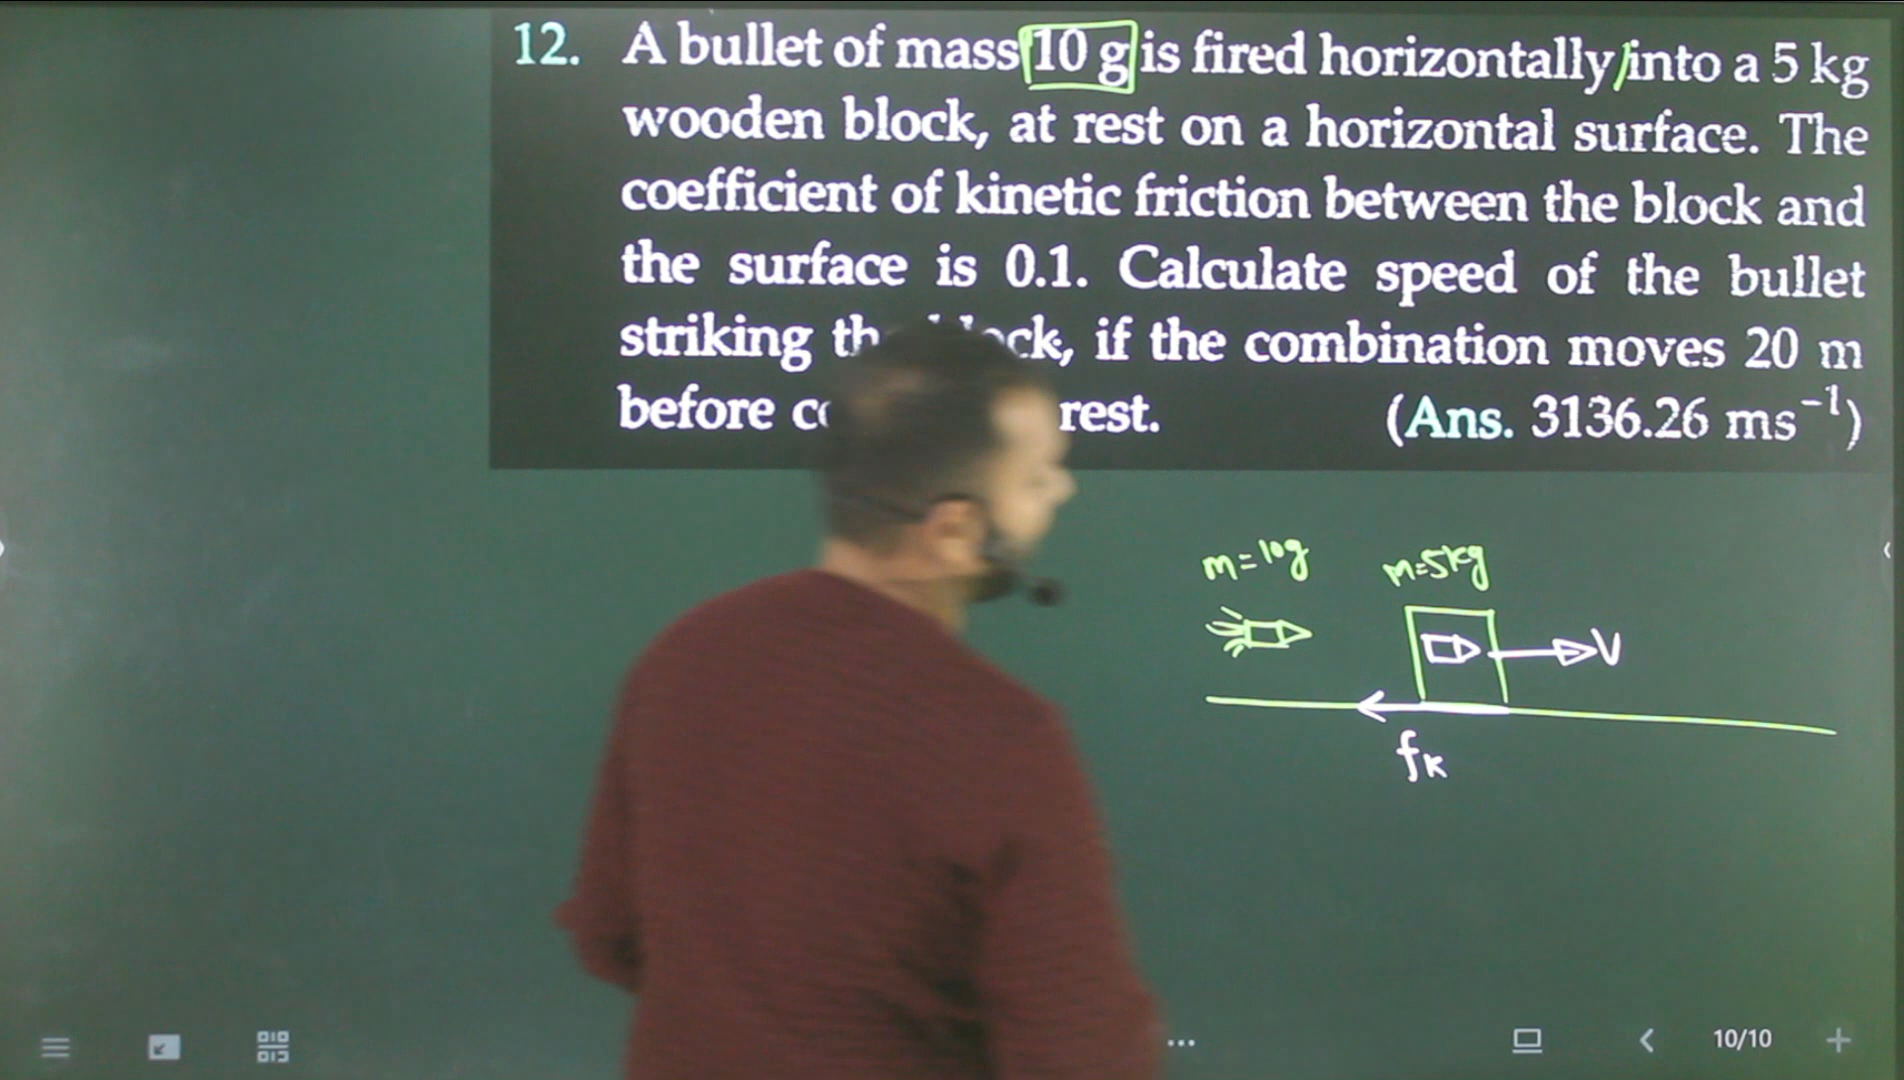 12. A bullet of mass 10 g is fired horizontally into a 5 kg
wooden block, at rest on a horizontal surface. The
coefficient of kinetic friction between the block and
the surface is 0.1. Calculate speed of the bullet
striking if the combination moves 20 m
before rest. (Ans. 3136.26 ms⁻¹)
m=10g m=5kg
V
fk
10/10